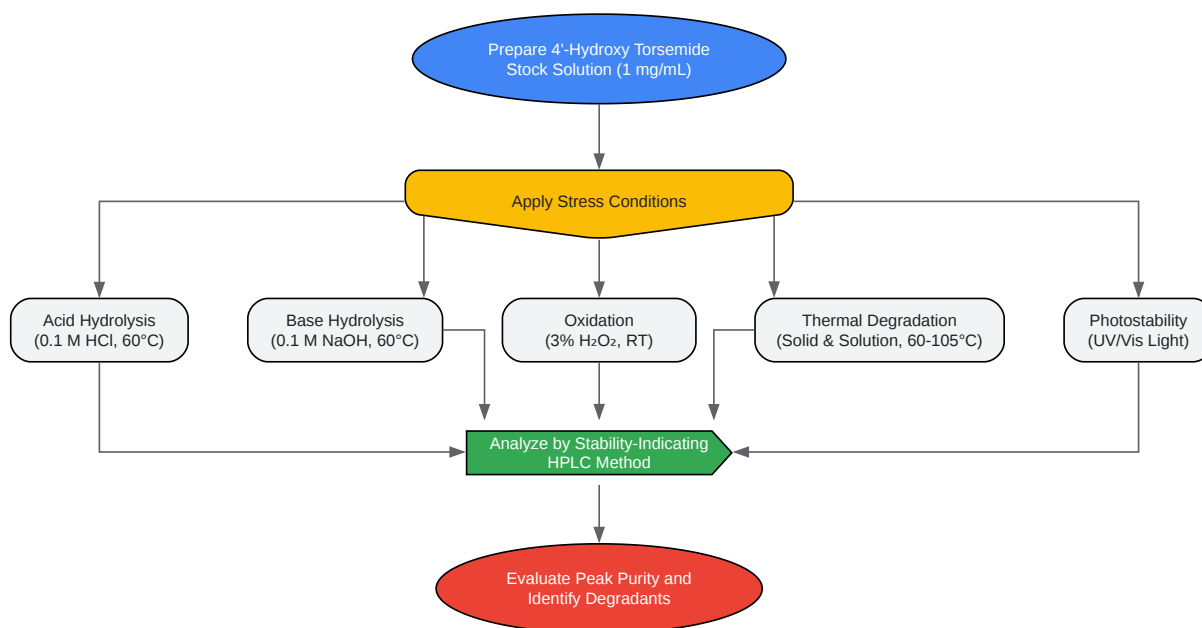 Prepare 4'-Hydroxy Torsemide
Stock Solution (1 mg/mL)
Apply Stress Conditions
Acid Hydrolysis
(0.1 M HCl, 60°C)
Base Hydrolysis
(0.1 M NaOH, 60°C)
Oxidation
(3% H₂O₂, RT)
Thermal Degradation
(Solid & Solution, 60-105°C)
Photostability
(UV/Vis Light)
Analyze by Stability-Indicating
HPLC Method
Evaluate Peak Purity and
Identify Degradants